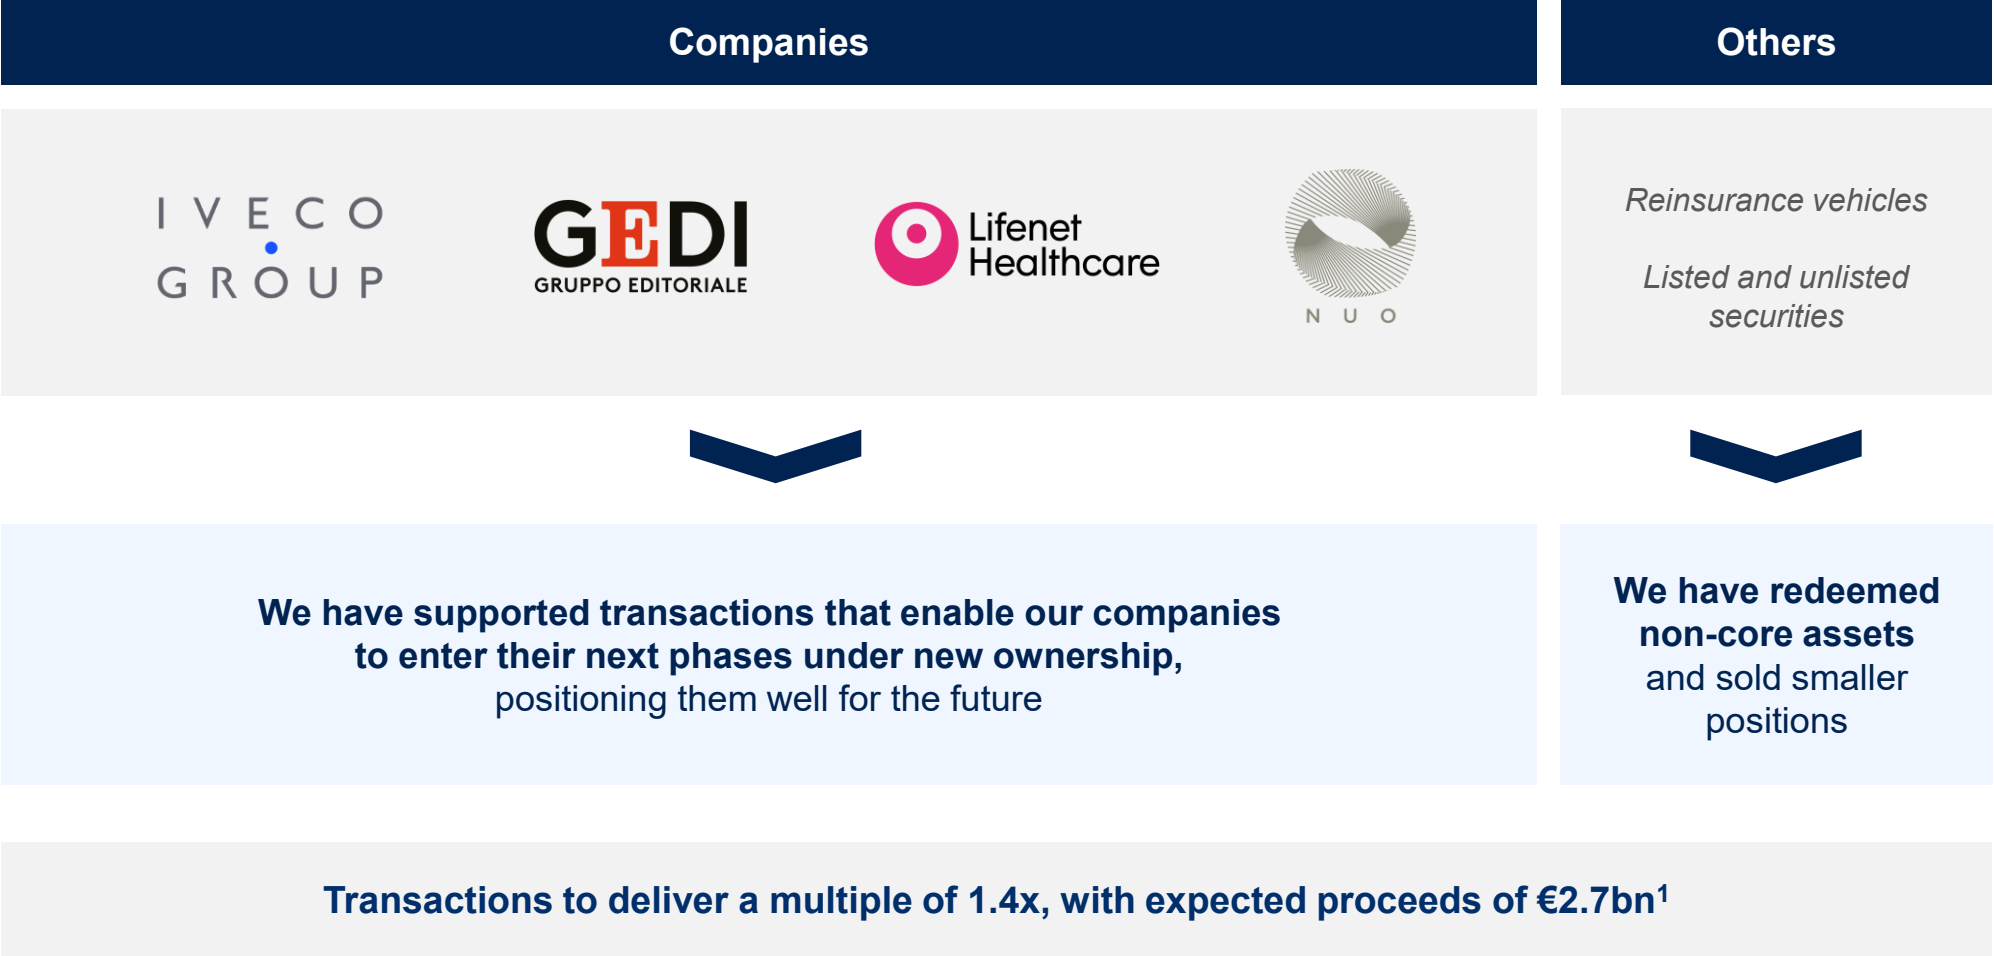 Companies
IVECO
GROUP
GEDI
GRUPPO EDITORIALE
Lifenet
Healthcare
NUO
Others
Reinsurance vehicles
Listed and unlisted
securities
We have supported transactions that enable our companies
to enter their next phases under new ownership,
positioning them well for the future
We have redeemed
non-core assets
and sold smaller
positions
Transactions to deliver a multiple of 1.4x, with expected proceeds of €2.7bn¹